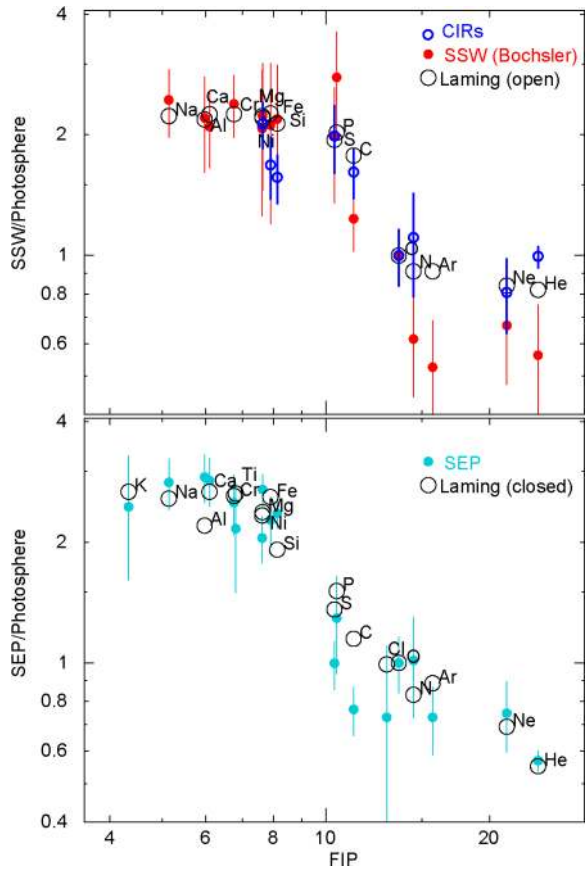 4
CIRs
SSW (Bochsler)
Laming (open)
Ca
Mg
Na
Cr
Fe
Al
Si
Ni
P
2
S
C
SSW/Photosphere
O
1
N
Ar
Ne
He
0.8
0.6
4
SEP
Laming (closed)
K
Ti
Ca
Na
Cr
Fe
Mg
Al
Ni
2
Si
P
S
C
SEP/Photosphere
Cl
O
1
Ar
N
0.8
Ne
0.6
He
0.4
4
6
8
10
20
FIP